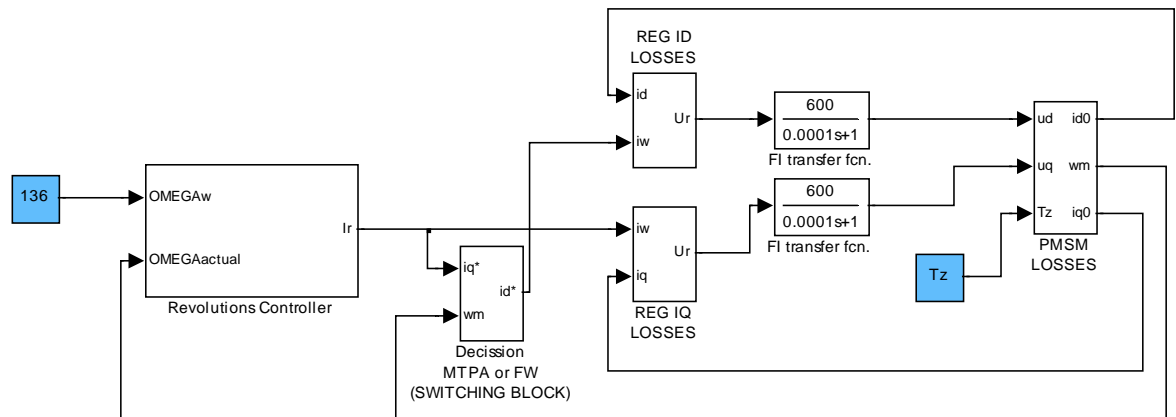 REG ID
LOSSES
id
iw
Ur
600
0.0001s+1
FI transfer fcn.
ud
uq
Tz
id0
wm
iq0
PMSM
LOSSES
136
OMEGAw
OMEGAactual
Ir
Revolutions Controller
iq*
wm
id*
Decission
MTPA or FW
(SWITCHING BLOCK)
iw
iq
Ur
REG IQ
LOSSES
600
0.0001s+1
FI transfer fcn.
Tz